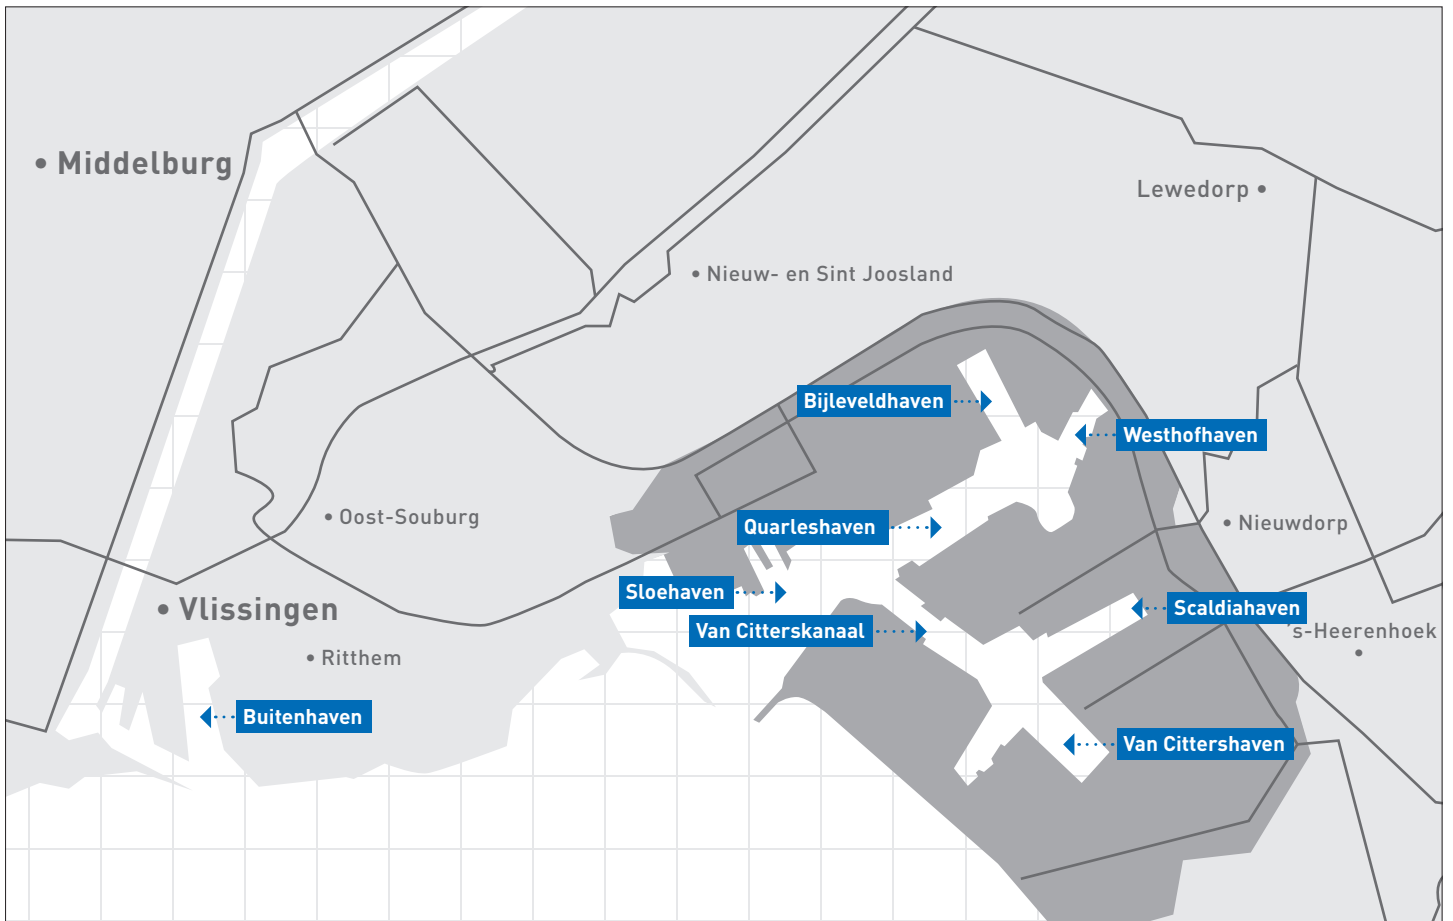 Middelburg
Lewedorp
Nieuw- en Sint Joosland
Bijleveldhaven
Westhofhaven
Oost-Souburg
Quarleshaven
Nieuwdorp
Sloehaven
Vlissingen
Scaldiahaven
Van Citterskanaal
's-Heerenhoek
Ritthem
Buitenhaven
Van Cittershaven